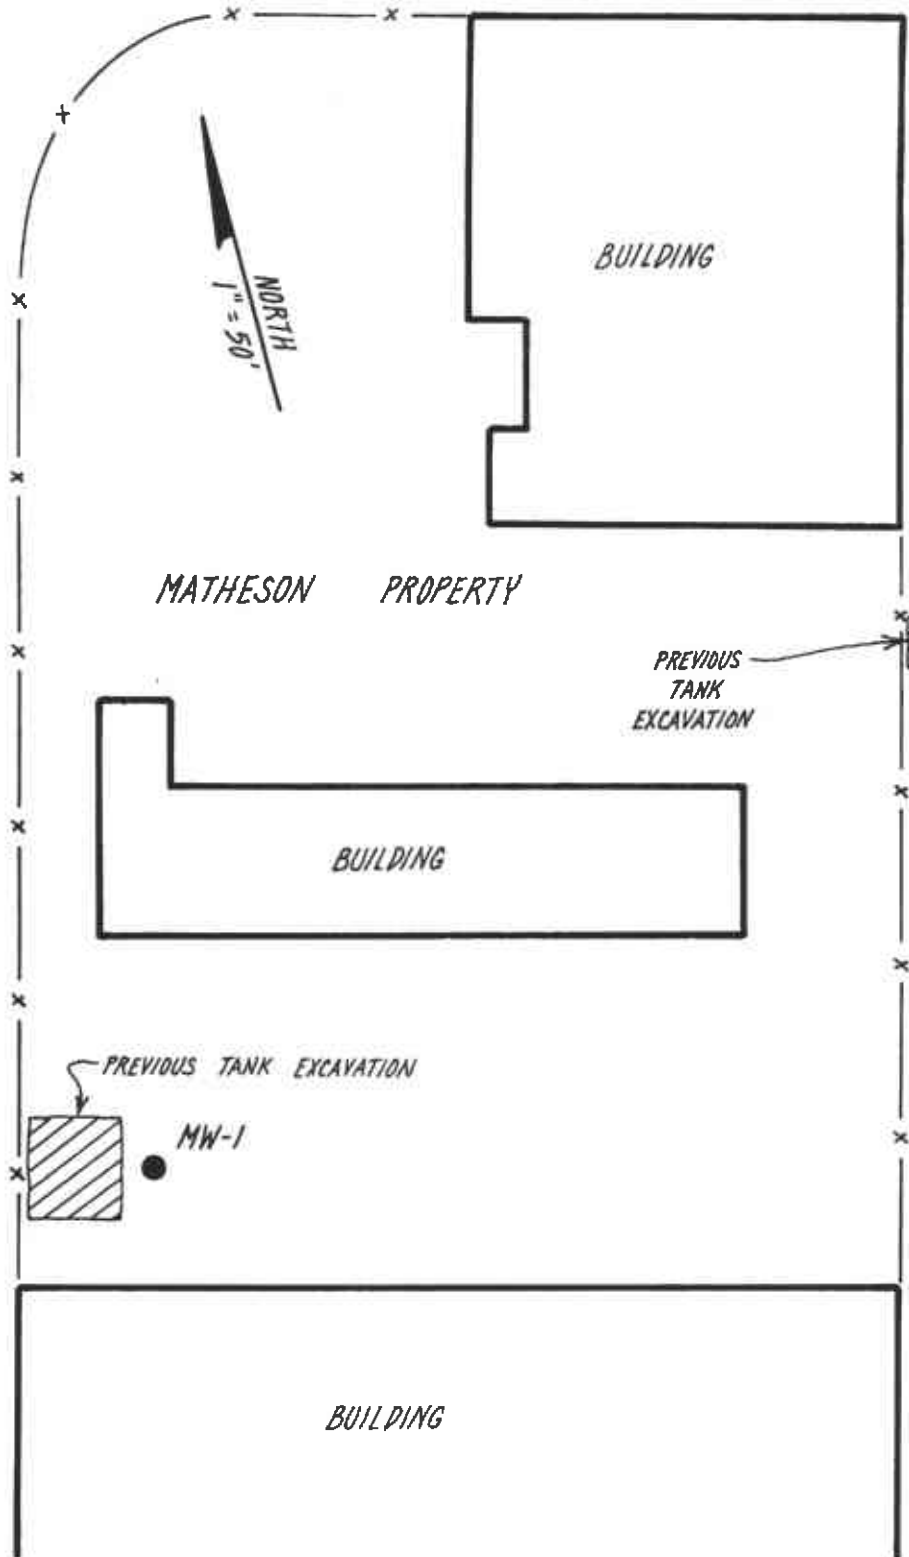 BUILDING
NORTH
1" = 50'
MATHESON PROPERTY
PREVIOUS
TANK
EXCAVATION
BUILDING
PREVIOUS TANK EXCAVATION
MW-1
BUILDING